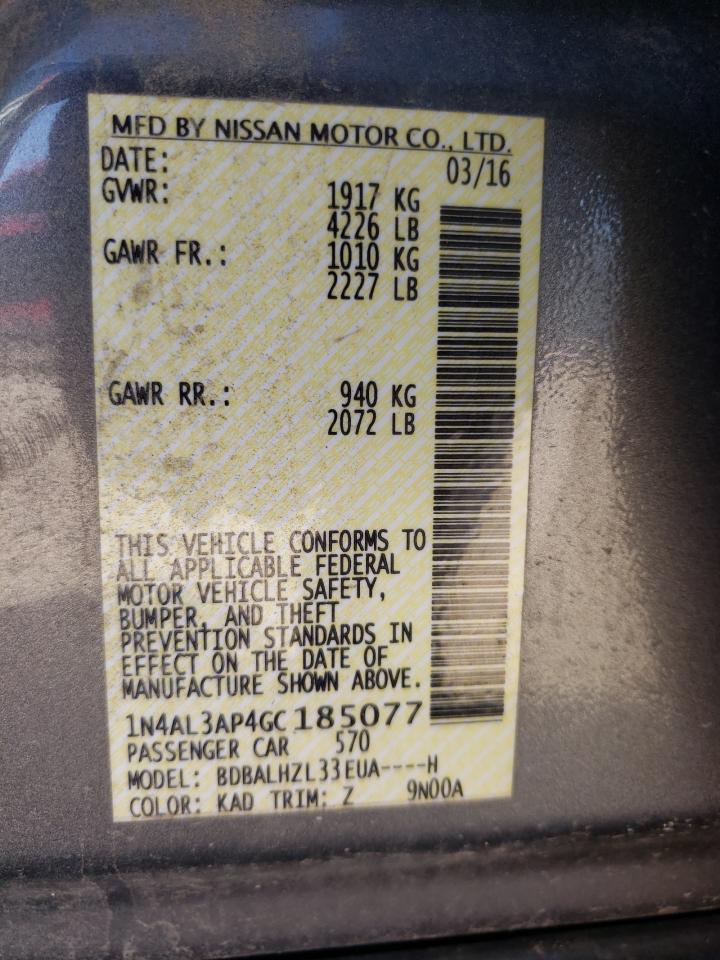 MFD BY NISSAN MOTOR CO., LTD.
DATE: 03/16
GVWR: 1917 KG
4226 LB
GAWR FR.: 1010 KG
2227 LB
GAWR RR.: 940 KG
2072 LB
THIS VEHICLE CONFORMS TO
ALL APPLICABLE FEDERAL
MOTOR VEHICLE SAFETY,
BUMPER, AND THEFT
PREVENTION STANDARDS IN
EFFECT ON THE DATE OF
MANUFACTURE SHOWN ABOVE.
1N4AL3AP4GC185077
PASSENGER CAR 570
MODEL: BDBALHZL33EUA----H
COLOR: KAD TRIM: Z 9N00A